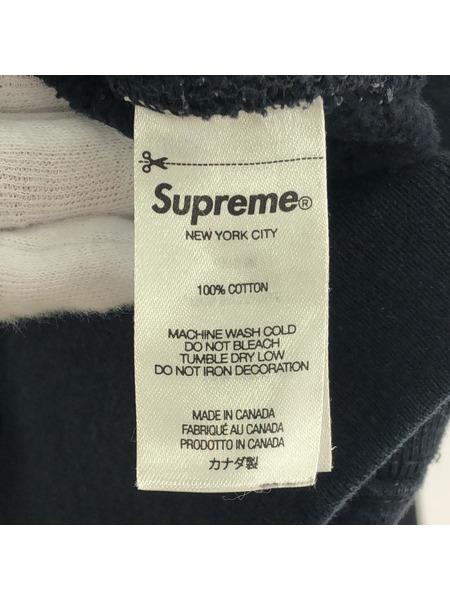 Supreme®
NEW YORK CITY
100% COTTON
MACHINE WASH COLD
DO NOT BLEACH
TUMBLE DRY LOW
DO NOT IRON DECORATION
MADE IN CANADA
FABRIQUÉ AU CANADA
PRODOTTO IN CANADA
カナダ製